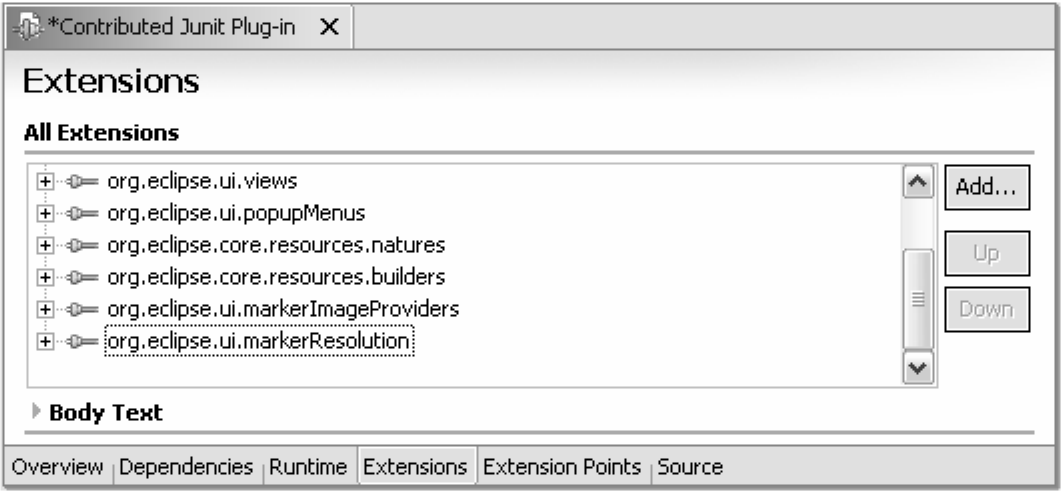 *Contributed Junit Plug-in X
Extensions
All Extensions
org.eclipse.ui.views
org.eclipse.ui.popupMenus
org.eclipse.core.resources.natures
org.eclipse.core.resources.builders
org.eclipse.ui.markerImageProviders
org.eclipse.ui.markerResolution
Add...
Up
Down
Body Text
Overview Dependencies Runtime Extensions Extension Points Source